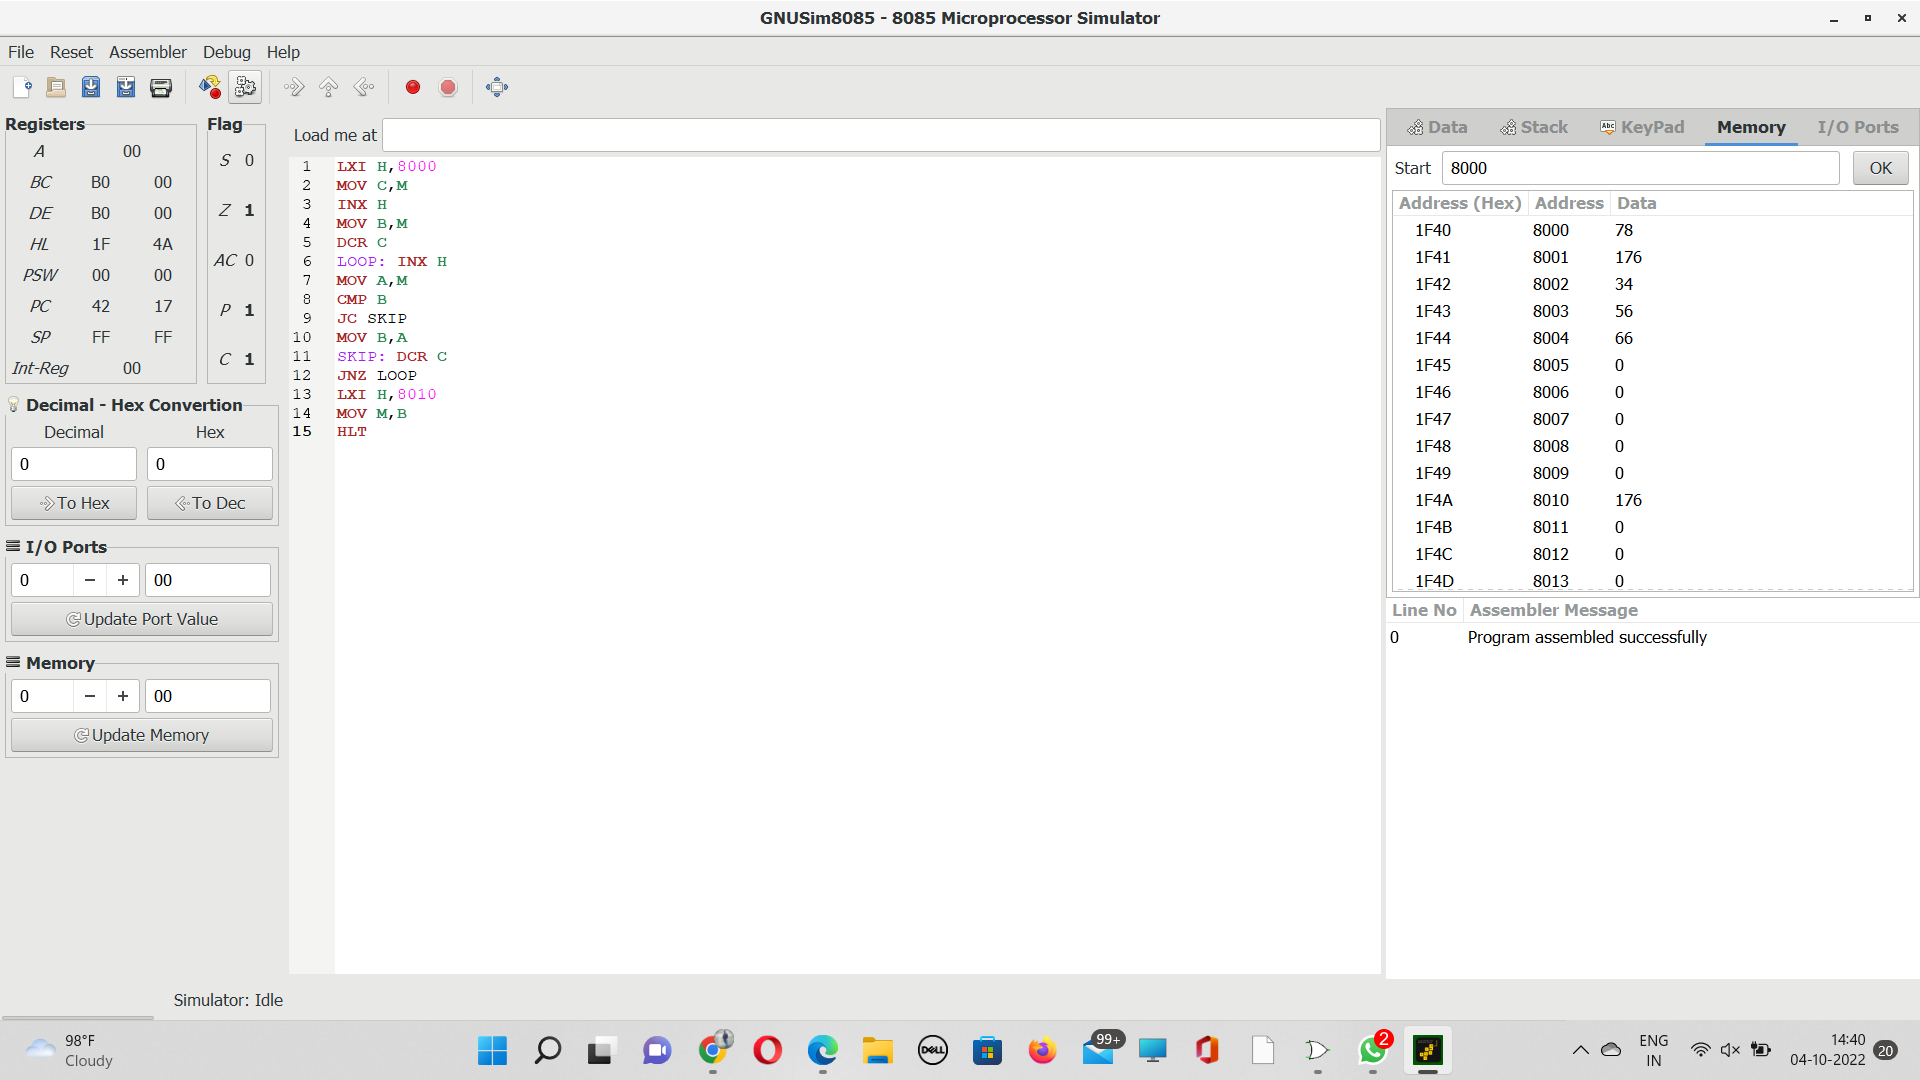 GNUSim8085 - 8085 Microprocessor Simulator
File Reset Assembler Debug Help
Registers
A 00
BC B0 00
DE B0 00
HL 1F 4A
PSW 00 00
PC 42 17
SP FF FF
Int-Reg 00
Flag
S 0
Z 1
AC 0
P 1
C 1
Decimal - Hex Convertion
Decimal Hex
0 0
To Hex To Dec
I/O Ports
0 − + 00
Update Port Value
Memory
0 − + 00
Update Memory
Load me at
1 LXI H,8000
2 MOV C,M
3 INX H
4 MOV B,M
5 DCR C
6 LOOP: INX H
7 MOV A,M
8 CMP B
9 JC SKIP
10 MOV B,A
11 SKIP: DCR C
12 JNZ LOOP
13 LXI H,8010
14 MOV M,B
15 HLT
Data Stack Abc KeyPad Memory I/O Ports
Start 8000 OK
Address (Hex) Address Data
1F40 8000 78
1F41 8001 176
1F42 8002 34
1F43 8003 56
1F44 8004 66
1F45 8005 0
1F46 8006 0
1F47 8007 0
1F48 8008 0
1F49 8009 0
1F4A 8010 176
1F4B 8011 0
1F4C 8012 0
1F4D 8013 0
Line No Assembler Message
0 Program assembled successfully
Simulator: Idle
98°F
Cloudy
DELL
99+
2
ENG
IN
14:40
04-10-2022
20